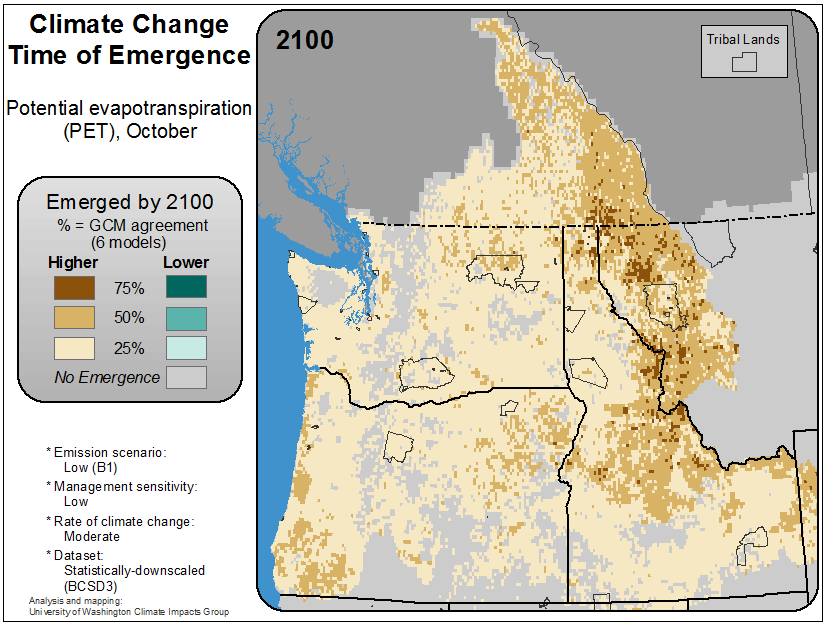 Climate Change
Time of Emergence
Potential evapotranspiration
(PET), October
Emerged by 2100
% = GCM agreement
(6 models)
Higher Lower
75%
50%
25%
No Emergence
* Emission scenario:
Low (B1)
* Management sensitivity:
Low
* Rate of climate change:
Moderate
* Dataset:
Statistically-downscaled
(BCSD3)
Analysis and mapping:
University of Washington Climate Impacts Group
2100
Tribal Lands